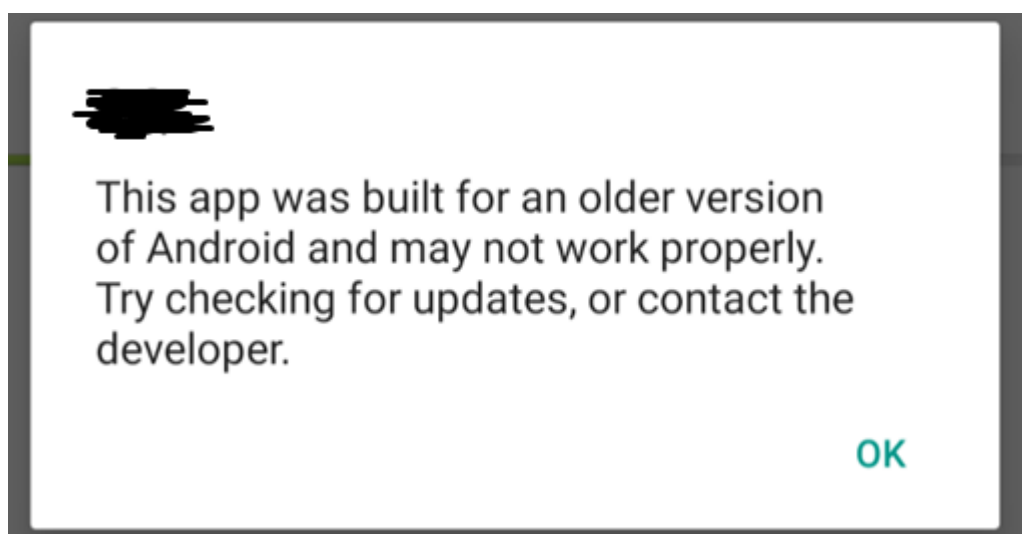 This app was built for an older version
of Android and may not work properly.
Try checking for updates, or contact the
developer.
OK